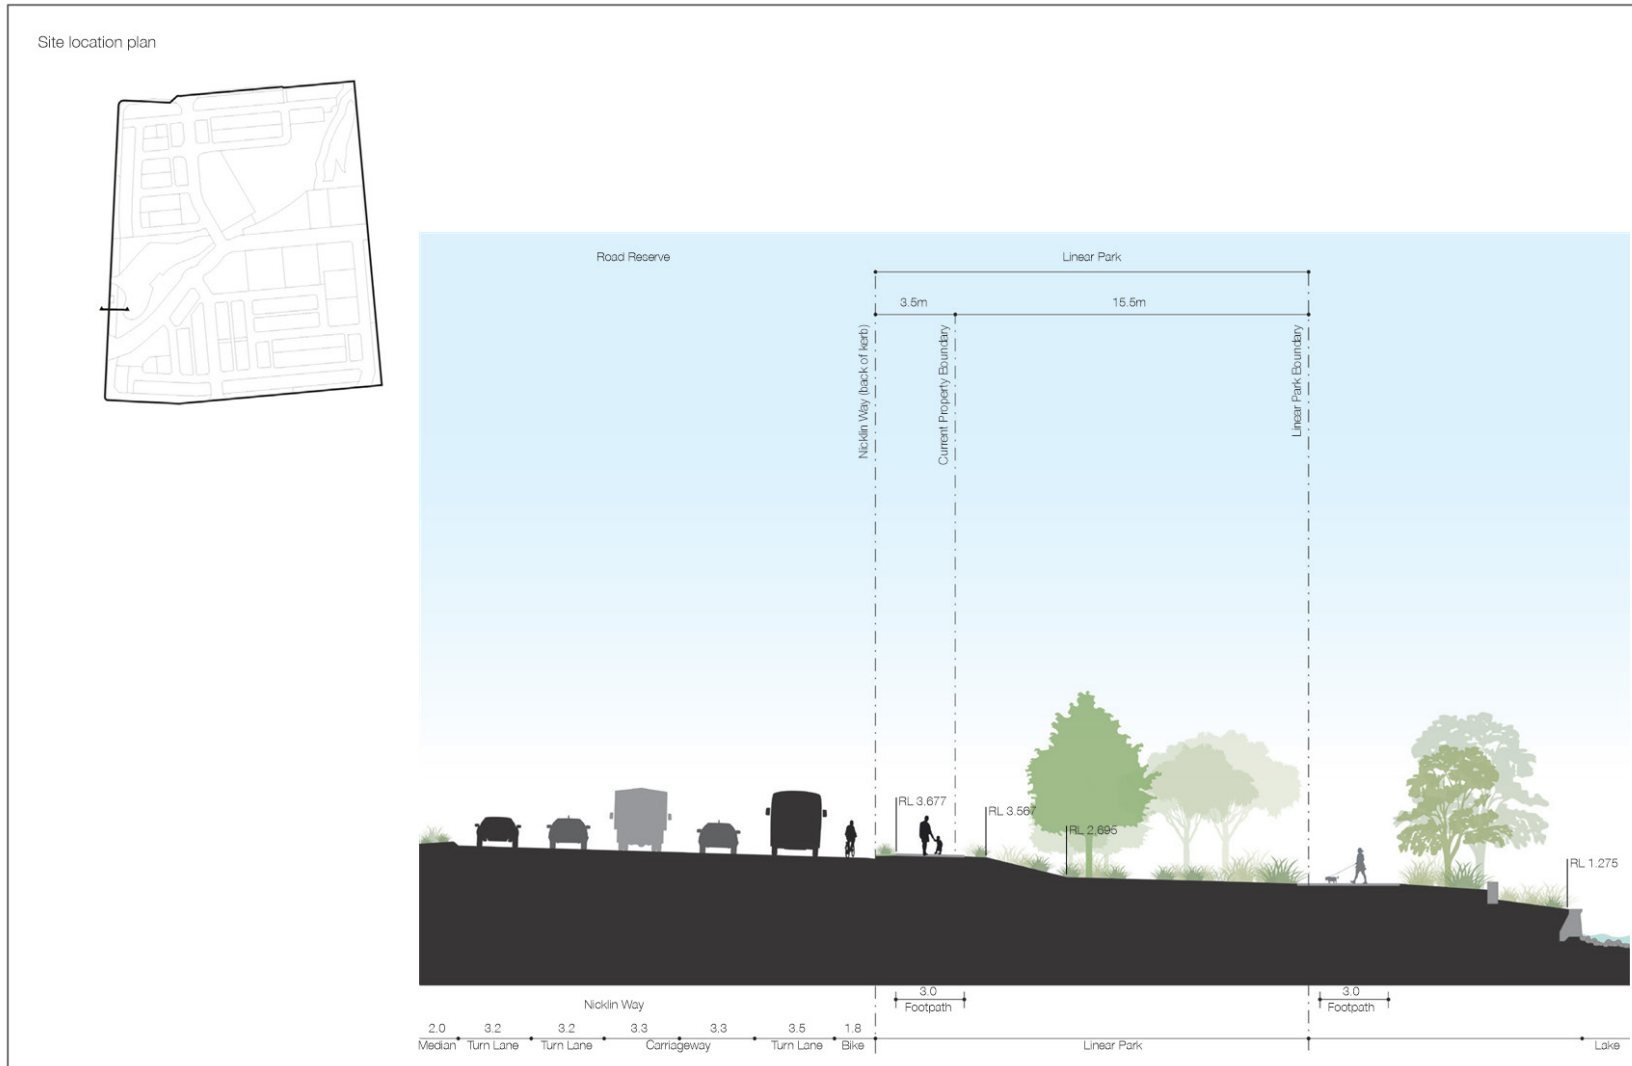 Site location plan
Road Reserve
Linear Park
3.5m
15.5m
Nicklin Way (back of kerb)
Current Property Boundary
Linear Park Boundary
RL 3.677
RL 3.567
RL 2.695
RL 1.275
3.0
Footpath
3.0
Footpath
Nicklin Way
2.0 3.2 3.2 3.3 3.3 3.5 1.8
Median Turn Lane Turn Lane Carriageway Turn Lane Bike Linear Park Lake